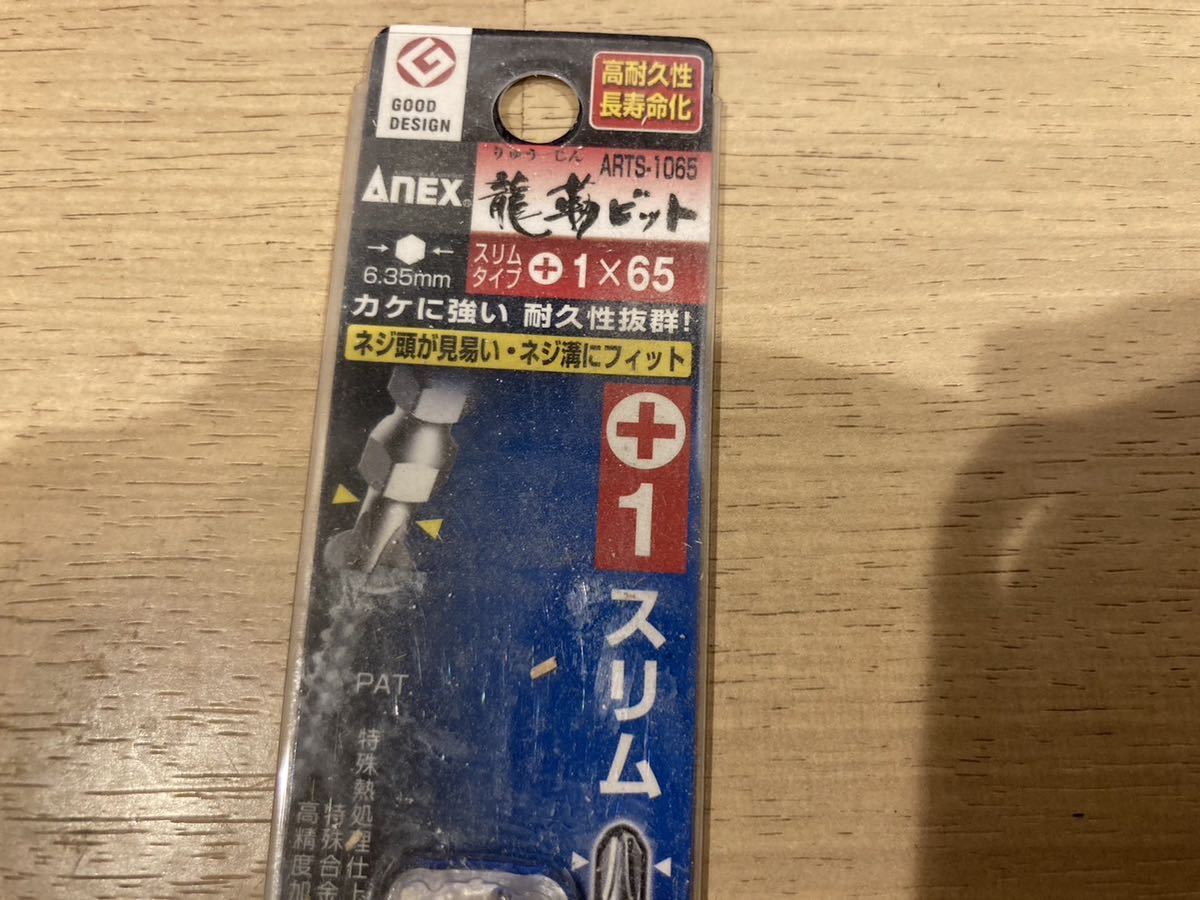 G
GOOD
DESIGN
高耐久性
長寿命化
ANEX®
りゅう じん
ARTS-1065
龍靭ビット
6.35mm
スリム
タイプ
1×65
カケに強い 耐久性抜群!
ネジ頭が見易い・ネジ溝にフィット
1
スリム
PAT.
特殊熱処理仕上
特殊合金
高精度加